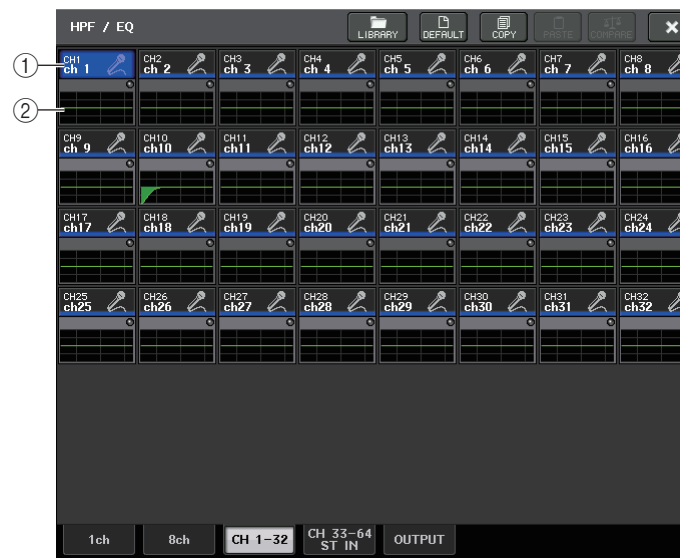 HPF / EQ
LIBRARY DEFAULT COPY PASTE COMPARE
① CH1 CH2 CH3 CH4 CH5 CH6 CH7 CH8
ch 1 ch 2 ch 3 ch 4 ch 5 ch 6 ch 7 ch 8
②
CH9 CH10 CH11 CH12 CH13 CH14 CH15 CH16
ch 9 ch10 ch11 ch12 ch13 ch14 ch15 ch16
CH17 CH18 CH19 CH20 CH21 CH22 CH23 CH24
ch17 ch18 ch19 ch20 ch21 ch22 ch23 ch24
CH25 CH26 CH27 CH28 CH29 CH30 CH31 CH32
ch25 ch26 ch27 ch28 ch29 ch30 ch31 ch32
1ch 8ch CH 1-32 CH 33-64 OUTPUT
ST IN